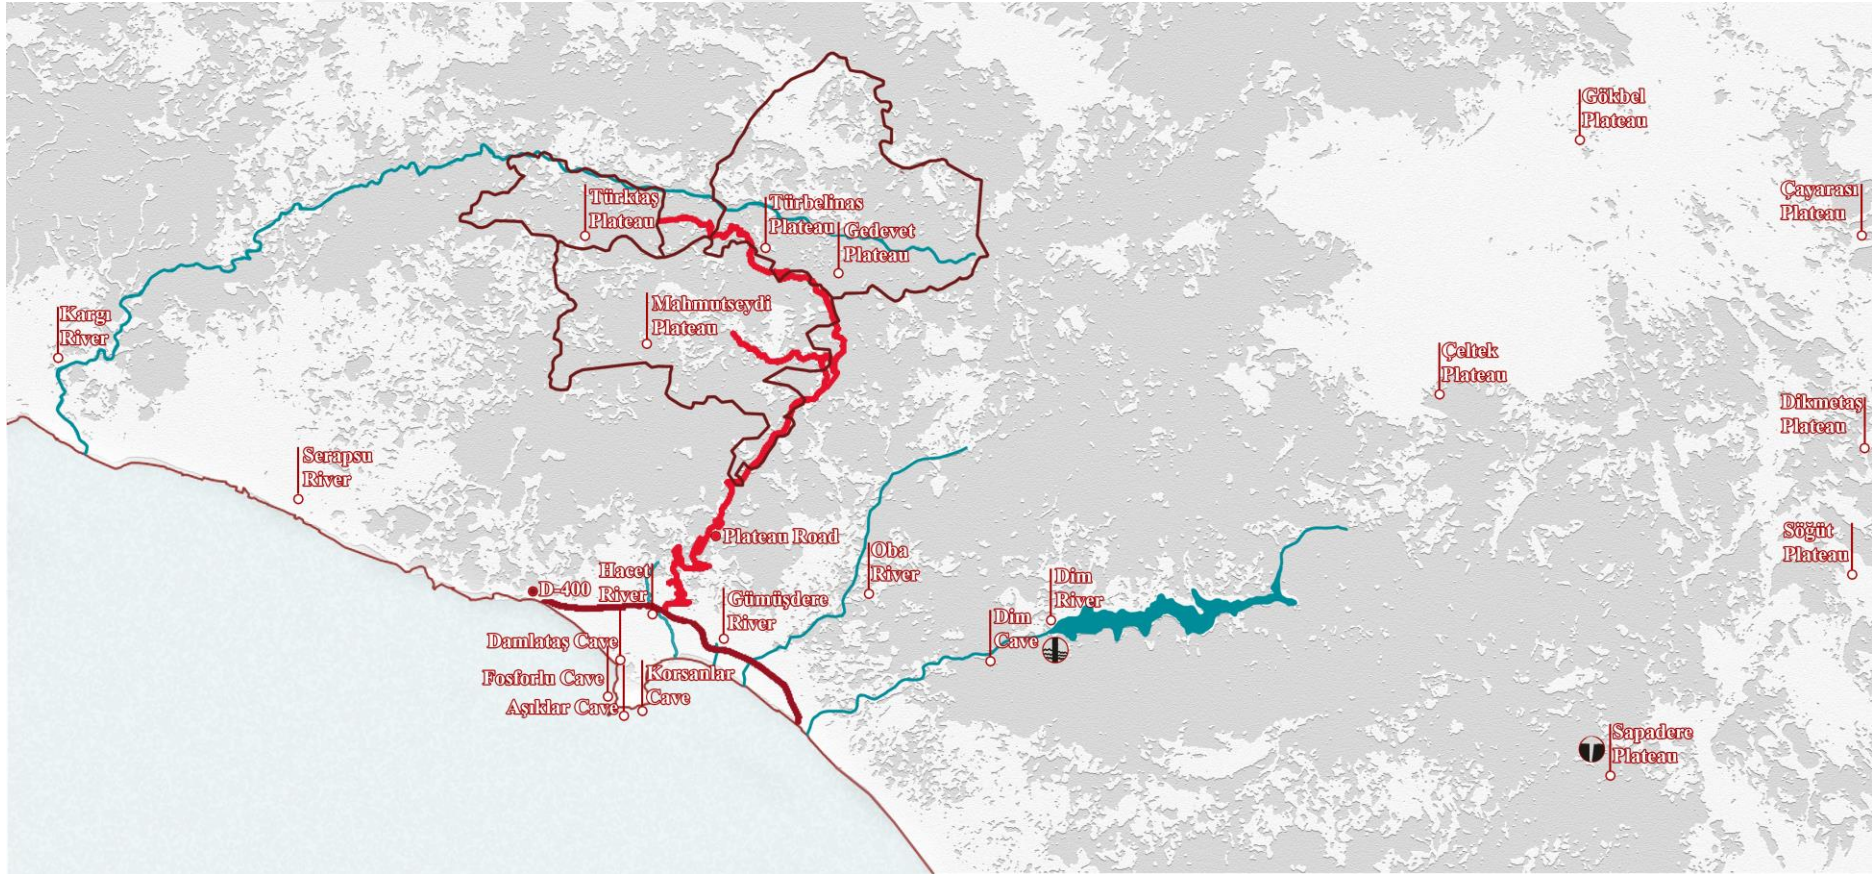 Gökbel
Plateau
Çayarası
Plateau
Türktaş
Plateau
Türbelinas
Plateau
Gedevet
Plateau
Mahmutseydi
Plateau
Kargı
River
Çeltek
Plateau
Dikmetaş
Plateau
Serapsu
River
Plateau Road
Söğüt
Plateau
Oba
River
Hacet
River
D-400
Dim
River
Gümüşdere
River
Dim
Cave
Damlataş Cave
Fosforlu Cave
Korsanlar
Cave
Aşıklar Cave
Sapadere
Plateau